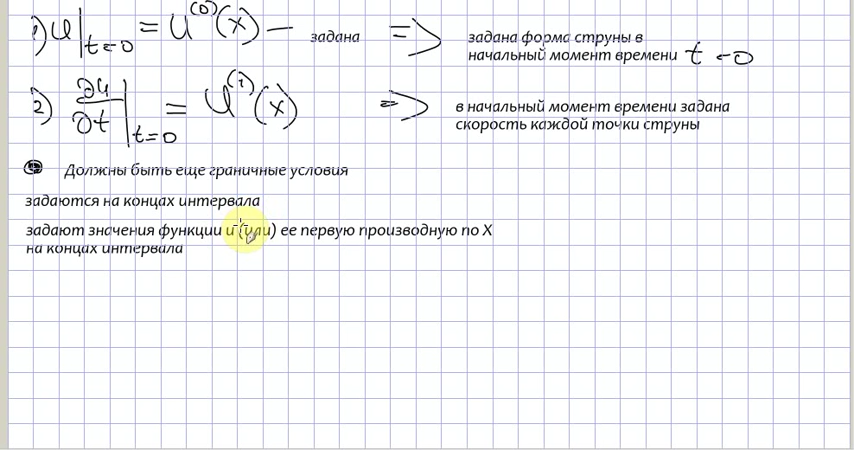 1) u|t=0 = u^(0)(x) — задана => задана форма струны в
начальный момент времени t=0
2) ∂u/∂t|t=0 = u^(1)(x) => в начальный момент времени задана
скорость каждой точки струны
Должны быть еще граничные условия
задаются на концах интервала
задают значения функции и (или) ее первую производную по X
на концах интервала